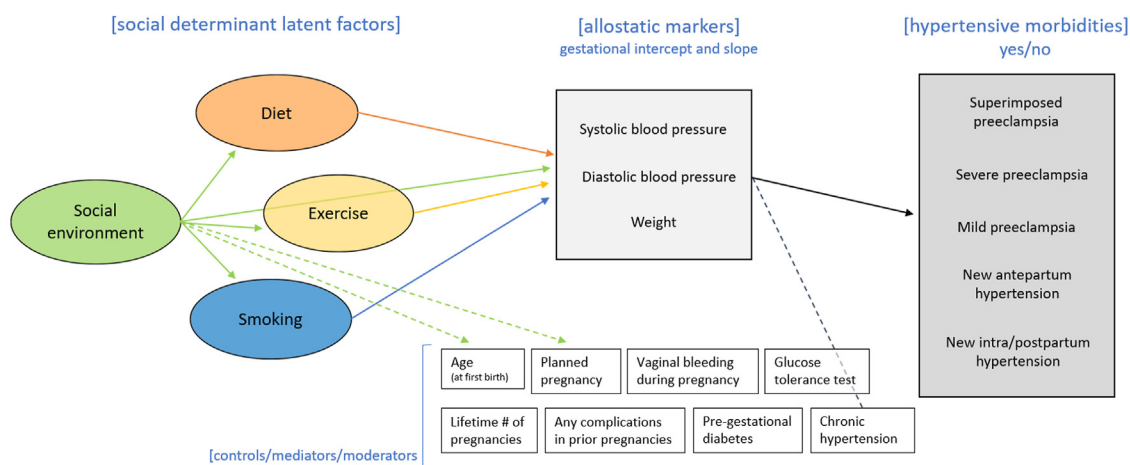 [social determinant latent factors]
[allostatic markers]
gestational intercept and slope
[hypertensive morbidities]
yes/no
Diet
Social
environment
Exercise
Smoking
Systolic blood pressure
Diastolic blood pressure
Weight
Superimposed
preeclampsia
Severe preeclampsia
Mild preeclampsia
New antepartum
hypertension
New intra/postpartum
hypertension
Age
(at first birth)
Planned
pregnancy
Vaginal bleeding
during pregnancy
Glucose
tolerance test
Lifetime # of
pregnancies
Any complications
in prior pregnancies
Pre-gestational
diabetes
Chronic
hypertension
[controls/mediators/moderators